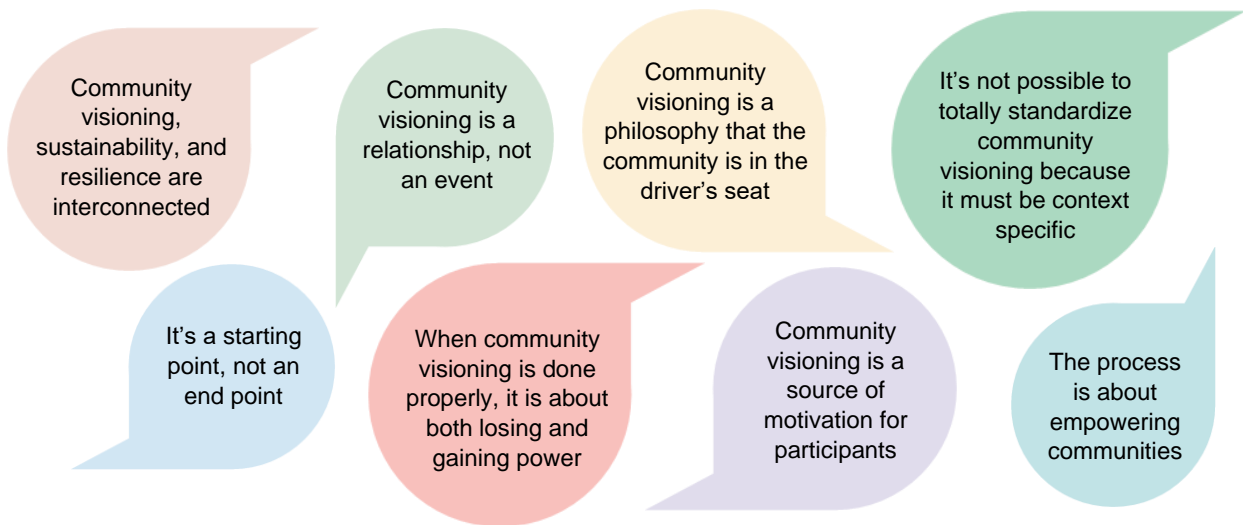 Community
visioning,
sustainability, and
resilience are
interconnected
Community
visioning is a
relationship, not
an event
Community
visioning is a
philosophy that the
community is in the
driver’s seat
It’s not possible to
totally standardize
community
visioning because
it must be context
specific
It’s a starting
point, not an
end point
When community
visioning is done
properly, it is about
both losing and
gaining power
Community
visioning is a
source of
motivation for
participants
The process
is about
empowering
communities